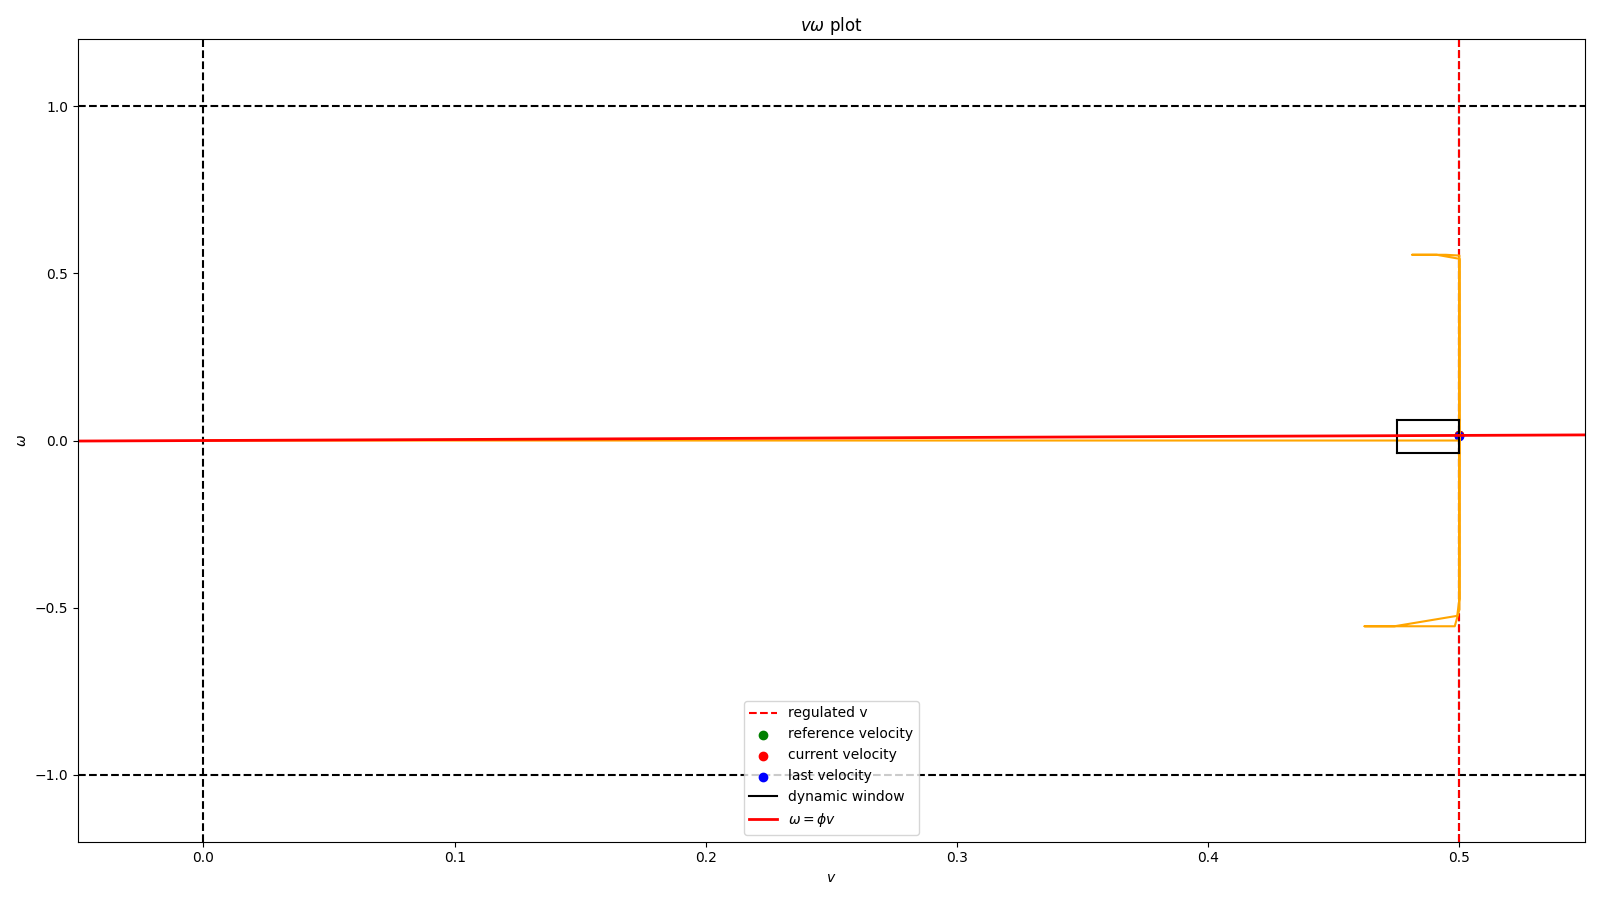 vω plot
1.0
0.5
0.0
−0.5
−1.0
ω
0.0
0.1
0.2
0.3
0.4
0.5
v
regulated v
reference velocity
current velocity
last velocity
dynamic window
ω = ϕv